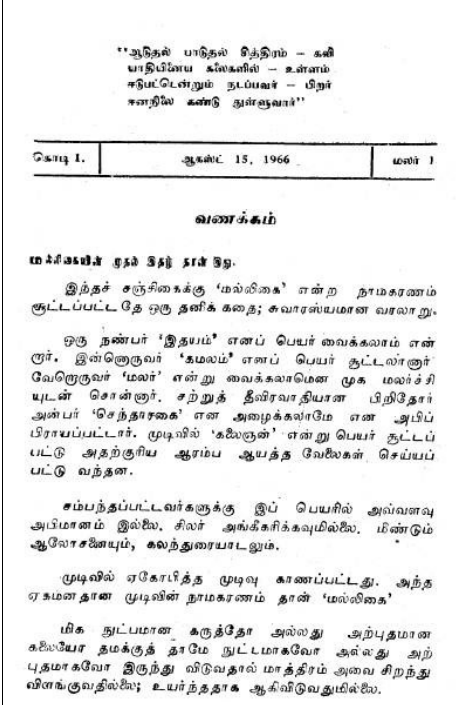 "ஆடுதல் பாடுதல் சித்திரம் – கவி
யாதியினைய கலைகளில் – உள்ளம்
ஈடுபட்டென்றும் நடப்பவர் – பிறர்
ஈனநிலை கண்டு துள்ளுவார்"
கொடி 1. ஆகஸ்ட் 15, 1966 மலர் 1
வணக்கம்
மல்லிகையின் முதல் இதழ் தான் இது.
இந்தச் சஞ்சிகைக்கு 'மல்லிகை' என்ற நாமகரணம்
சூட்டப்பட்டதே ஒரு தனிக் கதை; சுவாரஸ்யமான வரலாறு.
ஒரு நண்பர் 'இதயம்' எனப் பெயர் வைக்கலாம் என்
றார். இன்னொருவர் 'கமலம்' எனப் பெயர் சூட்டலானார்
வேறொருவர் 'மலர்' என்று வைக்கலாமென முக மலர்ச்சி
யுடன் சொன்னார். சற்றுத் தீவிரவாதியான பிறிதோர்
அன்பர் 'செந்தாரகை' என அழைக்கலாமே என அபிப்
பிராயப்பட்டார். முடிவில் 'கலைஞன்' என்று பெயர் சூட்டப்
பட்டு அதற்குரிய ஆரம்ப ஆயத்த வேலைகள் செய்யப்
பட்டு வந்தன.
சம்பந்தப்பட்டவர்களுக்கு இப் பெயரில் அவ்வளவு
அபிமானம் இல்லை. சிலர் அங்கீகரிக்கவுமில்லை. மீண்டும்
ஆலோசனையும், கலந்துரையாடலும்.
முடிவில் ஏகோபித்த முடிவு காணப்பட்டது. அந்த
ஏகமனதான முடிவின் நாமகரணம் தான் 'மல்லிகை'
மிக நுட்பமான கருத்தோ அல்லது அற்புதமான
கலையோ தமக்குத் தாமே நுட்டமாகவோ அல்லது அற்
புதமாகவோ இருந்து விடுவதால் மாத்திரம் அவை சிறந்து
விளங்குவதில்லை; உயர்ந்ததாக ஆகிவிடுவதுமில்லை.